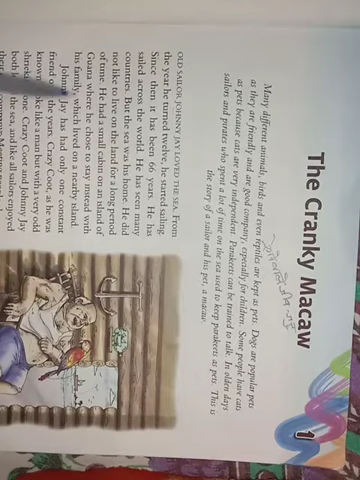 1
The Cranky Macaw
Many different animals, birds and even reptiles are kept as pets. Dogs are popular pets
as they are friendly and are good company, especially for children. Some people have cats
as pets because cats are very independent. Parakeets can be trained to talk. In olden days
sailors and pirates who spent a lot of time on the sea used to keep parakeets as pets. This is
the story of a sailor and his pet, a macaw.
OLD SAILOR JOHNNY JAY LOVED THE SEA. From
the year he turned twelve, he started sailing.
Since then it has been 66 years. He has
sailed across the world. He has seen many
countries. But the sea was his home. He did
not like to live on the land for a long period
of time. He had a small cabin on an island of
Guana where he chose to stay instead with
his family, which lived on a nearby island.
Johnny Jay has had only one constant
friend the years. Crazy Coot, as he was
known like a man but with a very odd
one. Crazy Coot and Johnny Jay
both the sea, and like all sailors enjoyed